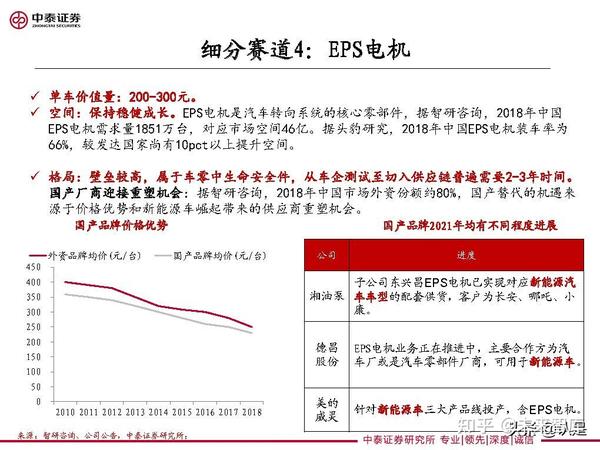 中泰证券
ZHONGTAI SECURITIES
细分赛道4：EPS电机
✓ 单车价值量：200-300元。
✓ 空间：保持稳健成长。EPS电机是汽车转向系统的核心零部件，据智研咨询，2018年中国
EPS电机需求量1851万台，对应市场空间46亿。据头豹研究，2018年中国EPS电机装车率为
66%，较发达国家尚有10pct以上提升空间。
✓ 格局：壁垒较高，属于车零中生命安全件，从车企测试至切入供应链普遍需要2-3年时间。
国产厂商迎接重塑机会：据智研咨询，2018年中国市场外资份额约80%，国产替代的机遇来
源于价格优势和新能源车崛起带来的供应商重塑机会。
国产品牌价格优势
外资品牌均价(元/台)
国产品牌均价(元/台)
450
400
350
300
250
200
150
100
50
0
2010 2011 2012 2013 2014 2015 2016 2017 2018
国产品牌2021年均有不同程度进展
公司
进度
湘油泵
子公司东兴昌EPS电机已实现对应新能源汽
车车型的配套供货，客户为长安、哪吒、小
康。
德昌
股份
EPS电机业务正在推进中，主要合作方为汽
车厂或是汽车零部件厂商，可用于新能源车。
美的
威灵
针对新能源车三大产品线投产，含EPS电机。
来源：智研咨询、公司公告，中泰证券研究所；
中泰证券研究所 专业|领先|深度|诚信
知乎
头条